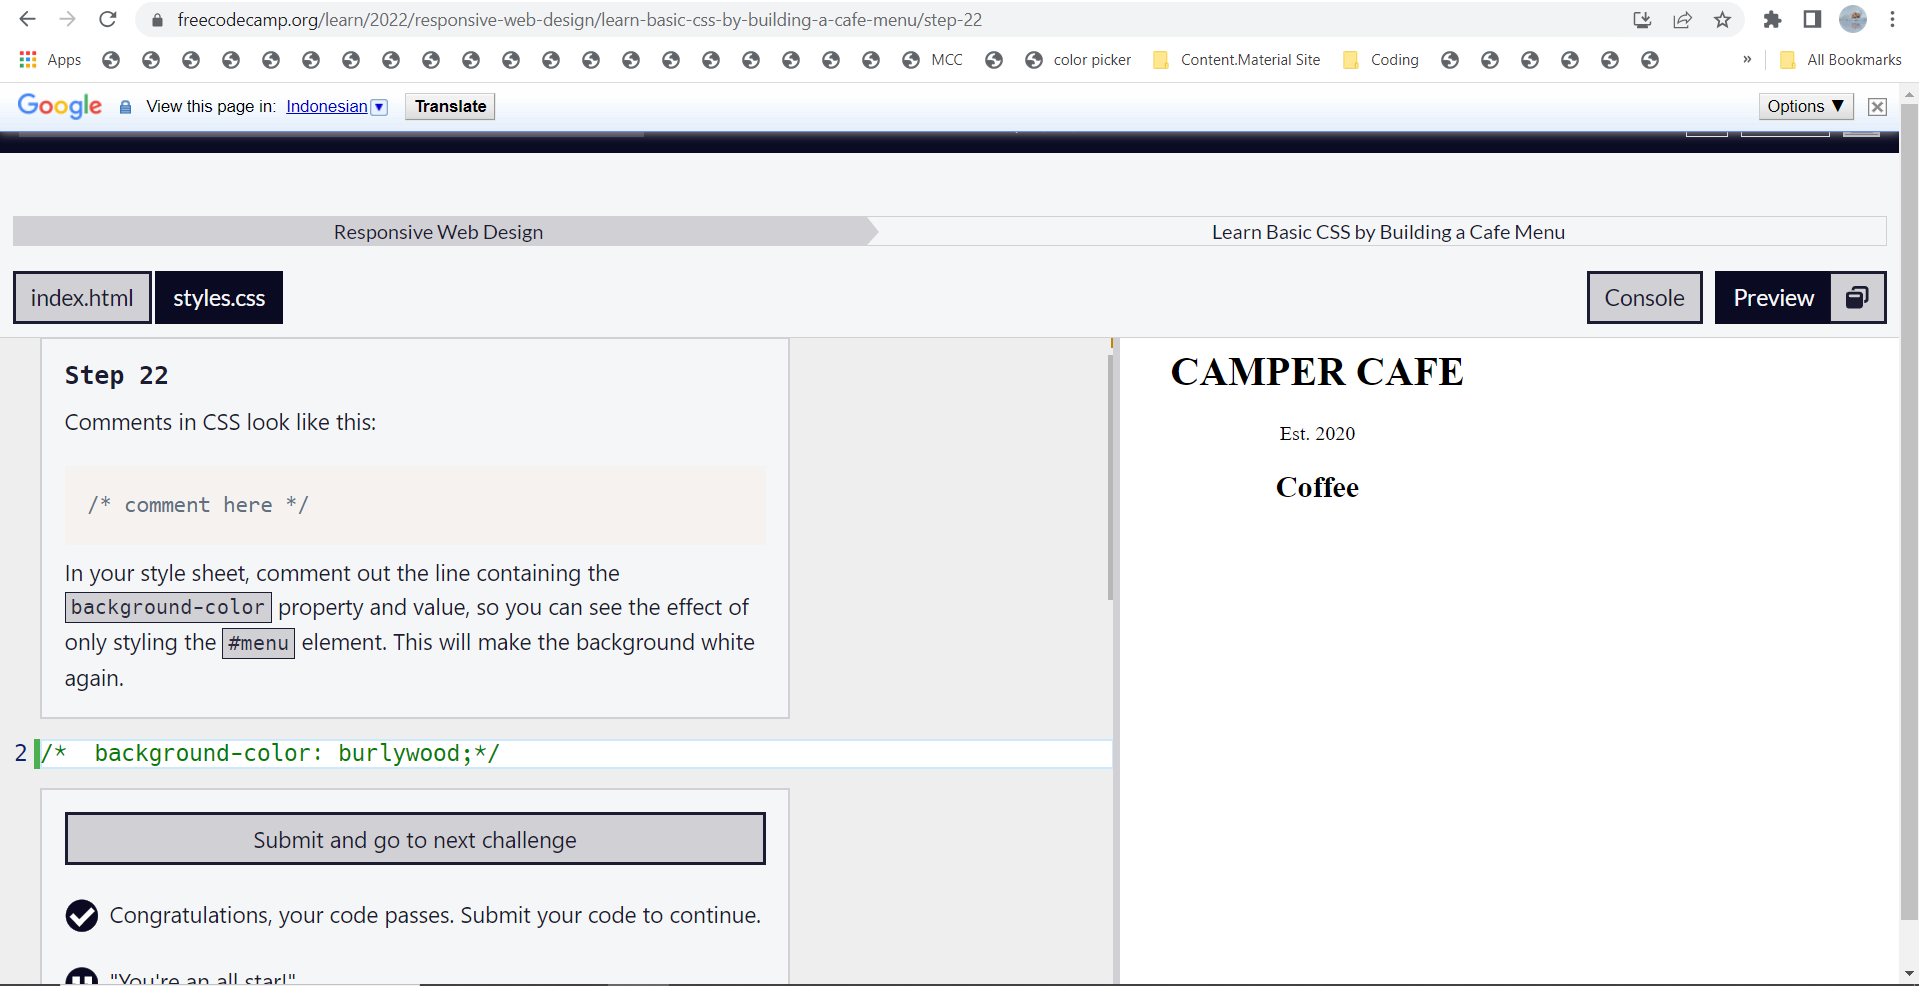 freecodecamp.org/learn/2022/responsive-web-design/learn-basic-css-by-building-a-cafe-menu/step-22
Apps MCC color picker Content.Material Site Coding » All Bookmarks
Google View this page in: Indonesian Translate Options ▼
Responsive Web Design Learn Basic CSS by Building a Cafe Menu
index.html styles.css Console Preview
Step 22
Comments in CSS look like this:
/* comment here */
In your style sheet, comment out the line containing the
background-color property and value, so you can see the effect of
only styling the #menu element. This will make the background white
again.
2 /*  background-color: burlywood;*/
Submit and go to next challenge
Congratulations, your code passes. Submit your code to continue.
"You're an all star!"
CAMPER CAFE
Est. 2020
Coffee